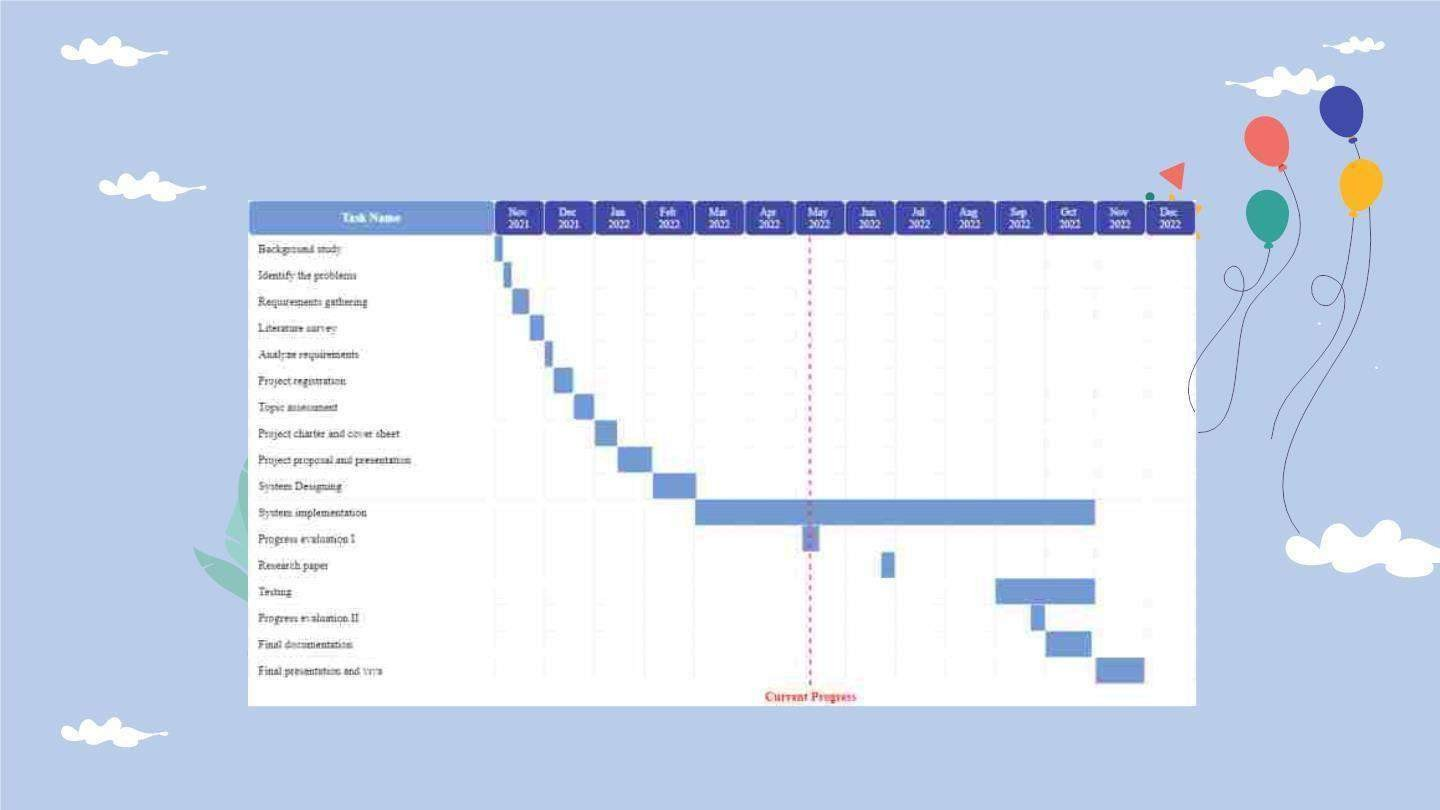 Task Name
Nov 2021
Dec 2021
Jan 2022
Feb 2022
Mar 2022
Apr 2022
May 2022
Jun 2022
Jul 2022
Aug 2022
Sep 2022
Oct 2022
Nov 2022
Dec 2022
Background study
Identify the problems
Requirements gathering
Literature survey
Analyze requirements
Project registration
Topic assessment
Project charter and cover sheet
Project proposal and presentation
System Designing
System implementation
Progress evaluation I
Research paper
Testing
Progress evaluation II
Final documentation
Final presentation and viva
Current Progress